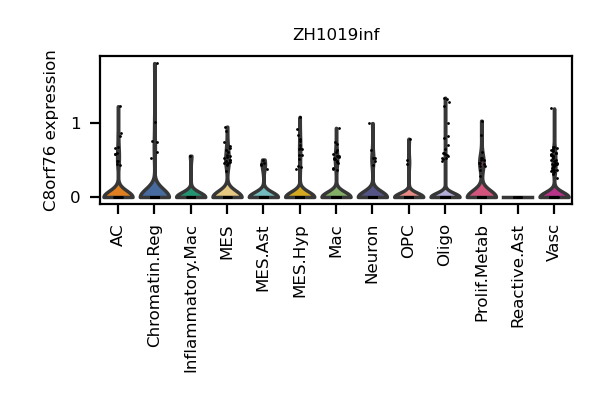 ZH1019inf
C8orf76 expression
1
0
AC
Chromatin.Reg
Inflammatory.Mac
MES
MES.Ast
MES.Hyp
Mac
Neuron
OPC
Oligo
Prolif.Metab
Reactive.Ast
Vasc